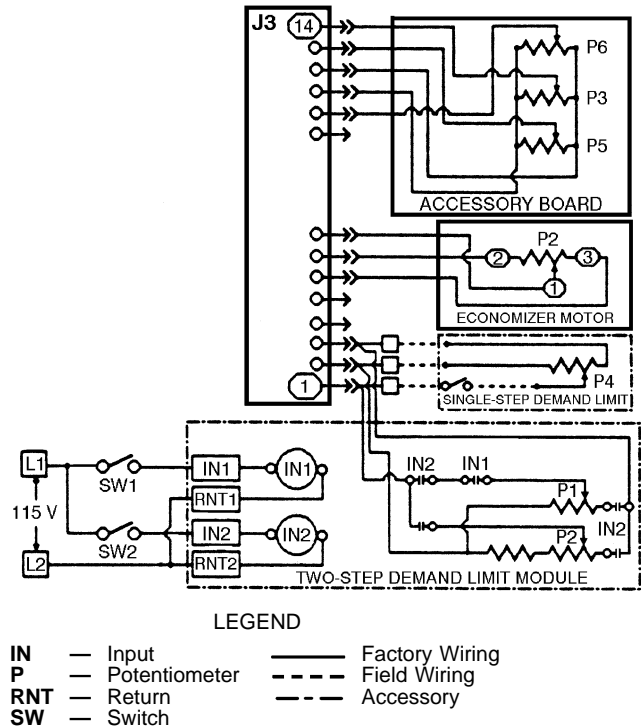 J3
14
P6
P3
P5
ACCESSORY BOARD
P2
2
3
1
ECONOMIZER MOTOR
1
P4
SINGLE-STEP DEMAND LIMIT
L1
SW1
IN1
IN1
RNT1
115 V
SW2
IN2
IN2
L2
RNT2
IN2
IN1
P1
P2
IN2
TWO-STEP DEMAND LIMIT MODULE
LEGEND
IN — Input
P — Potentiometer
RNT — Return
SW — Switch
Factory Wiring
Field Wiring
Accessory